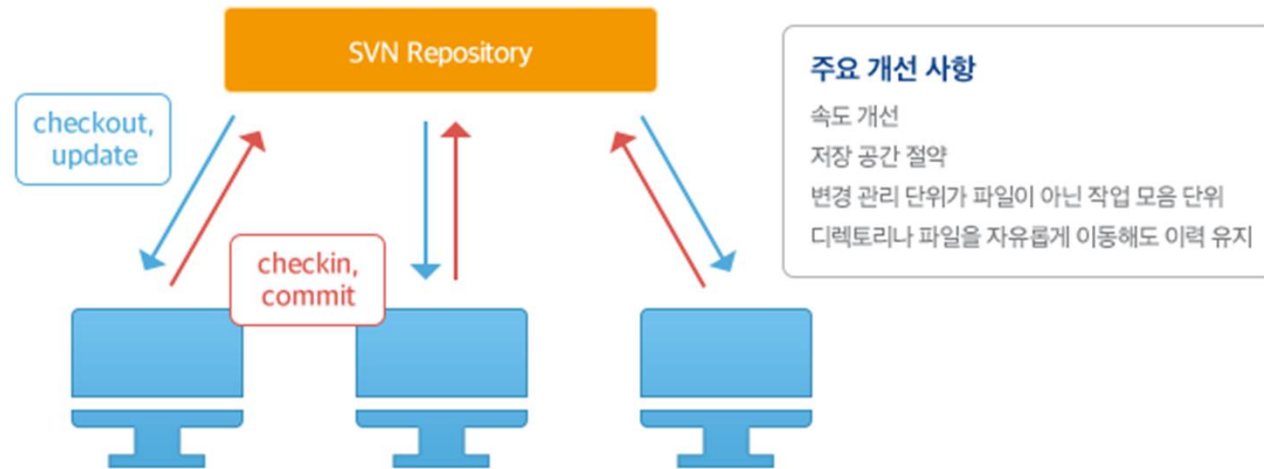 SVN Repository
checkout,
update
checkin,
commit
주요 개선 사항
속도 개선
저장 공간 절약
변경 관리 단위가 파일이 아닌 작업 모음 단위
디렉토리나 파일을 자유롭게 이동해도 이력 유지